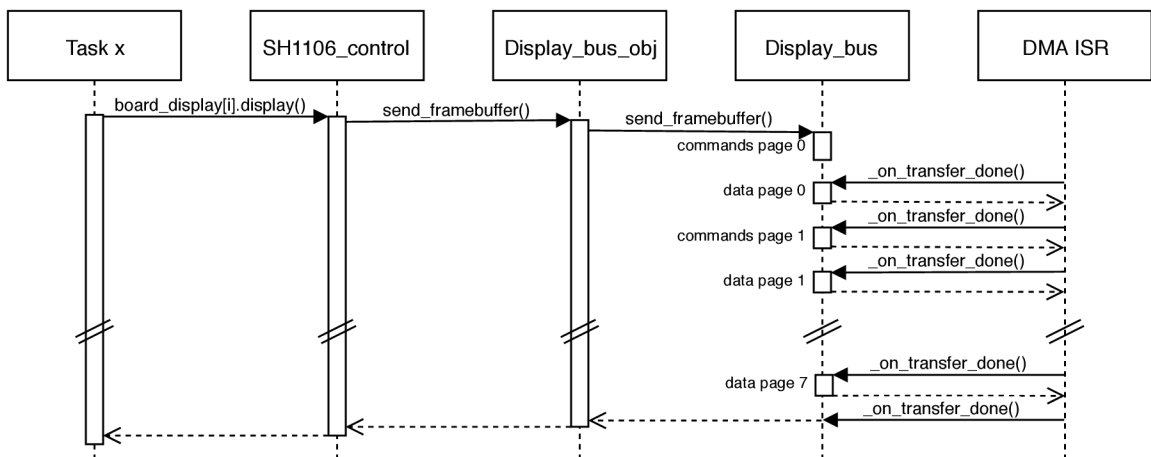 Task x
SH1106_control
Display_bus_obj
Display_bus
DMA ISR
board_display[i].display()
send_framebuffer()
send_framebuffer()
commands page 0
_on_transfer_done()
data page 0
_on_transfer_done()
commands page 1
_on_transfer_done()
data page 1
_on_transfer_done()
data page 7
_on_transfer_done()